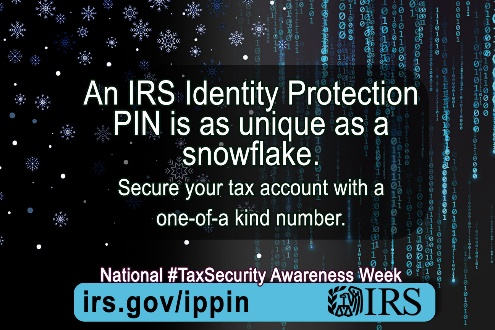 An IRS Identity Protection
PIN is as unique as a
snowflake.
Secure your tax account with a
one-of-a kind number.
National #TaxSecurity Awareness Week
irs.gov/ippin
IRS